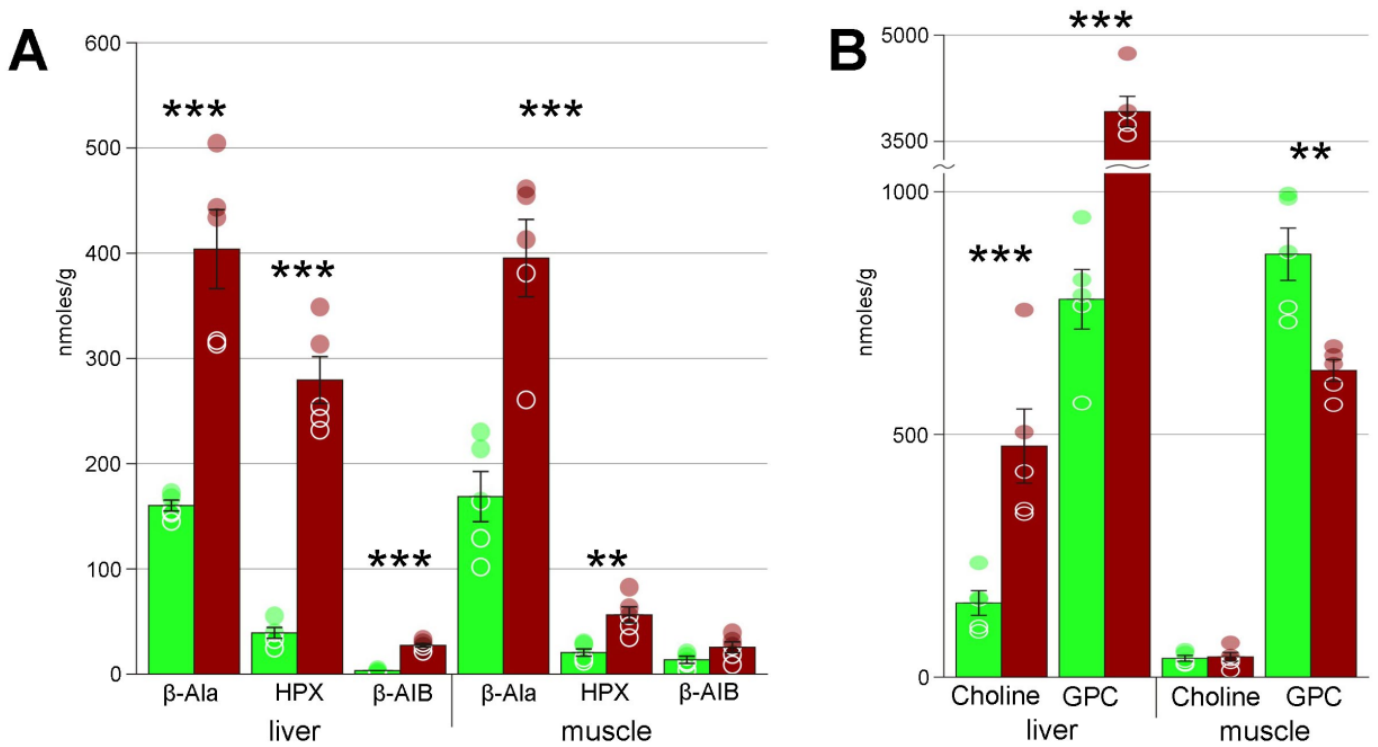 A
600
500
400
300
200
100
0
nmoles/g
***
***
***
***
**
β-Ala HPX β-AIB β-Ala HPX β-AIB
liver muscle
B
5000
3500
1000
500
0
nmoles/g
***
***
**
Choline GPC Choline GPC
liver muscle